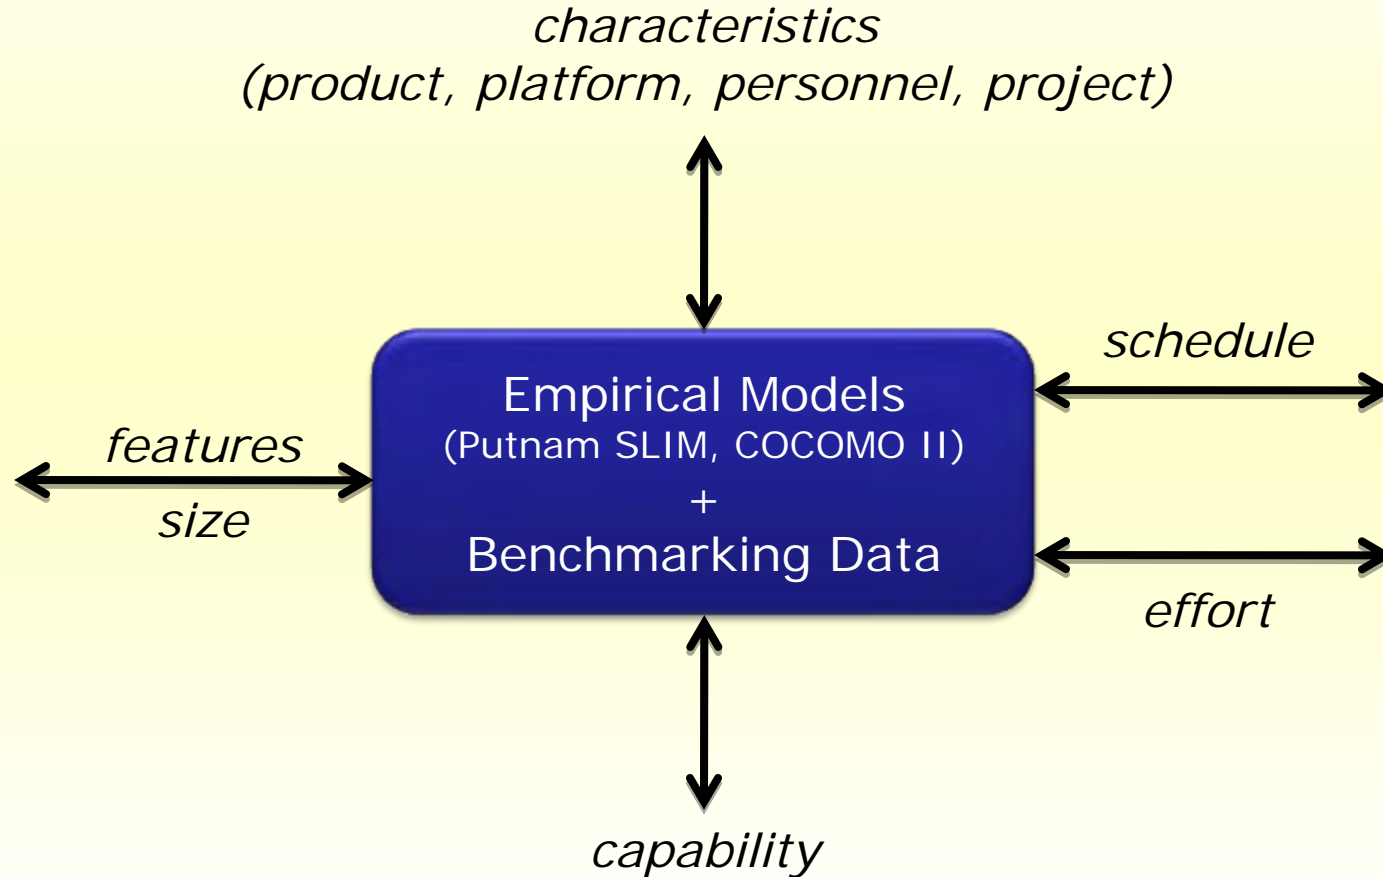 characteristics
(product, platform, personnel, project)
schedule
Empirical Models
(Putnam SLIM, COCOMO II)
features
+
size
Benchmarking Data
effort
capability